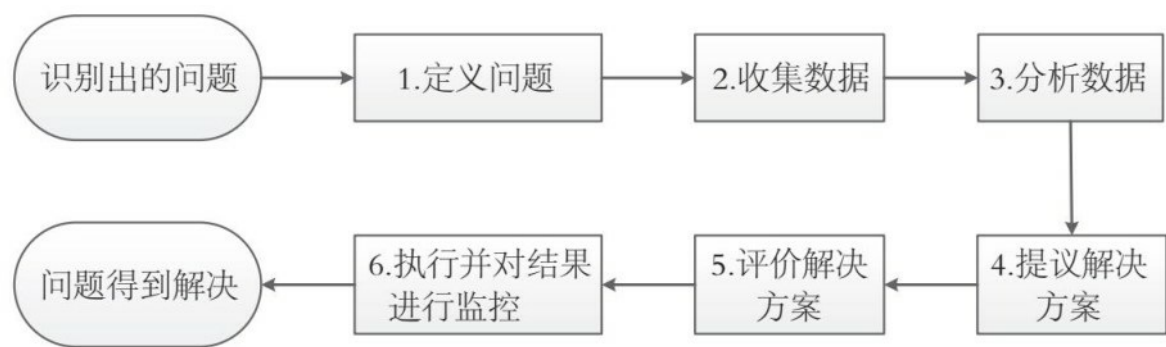 识别出的问题
1.定义问题
2.收集数据
3.分析数据
4.提议解决
方案
5.评价解决
方案
6.执行并对结果
进行监控
问题得到解决